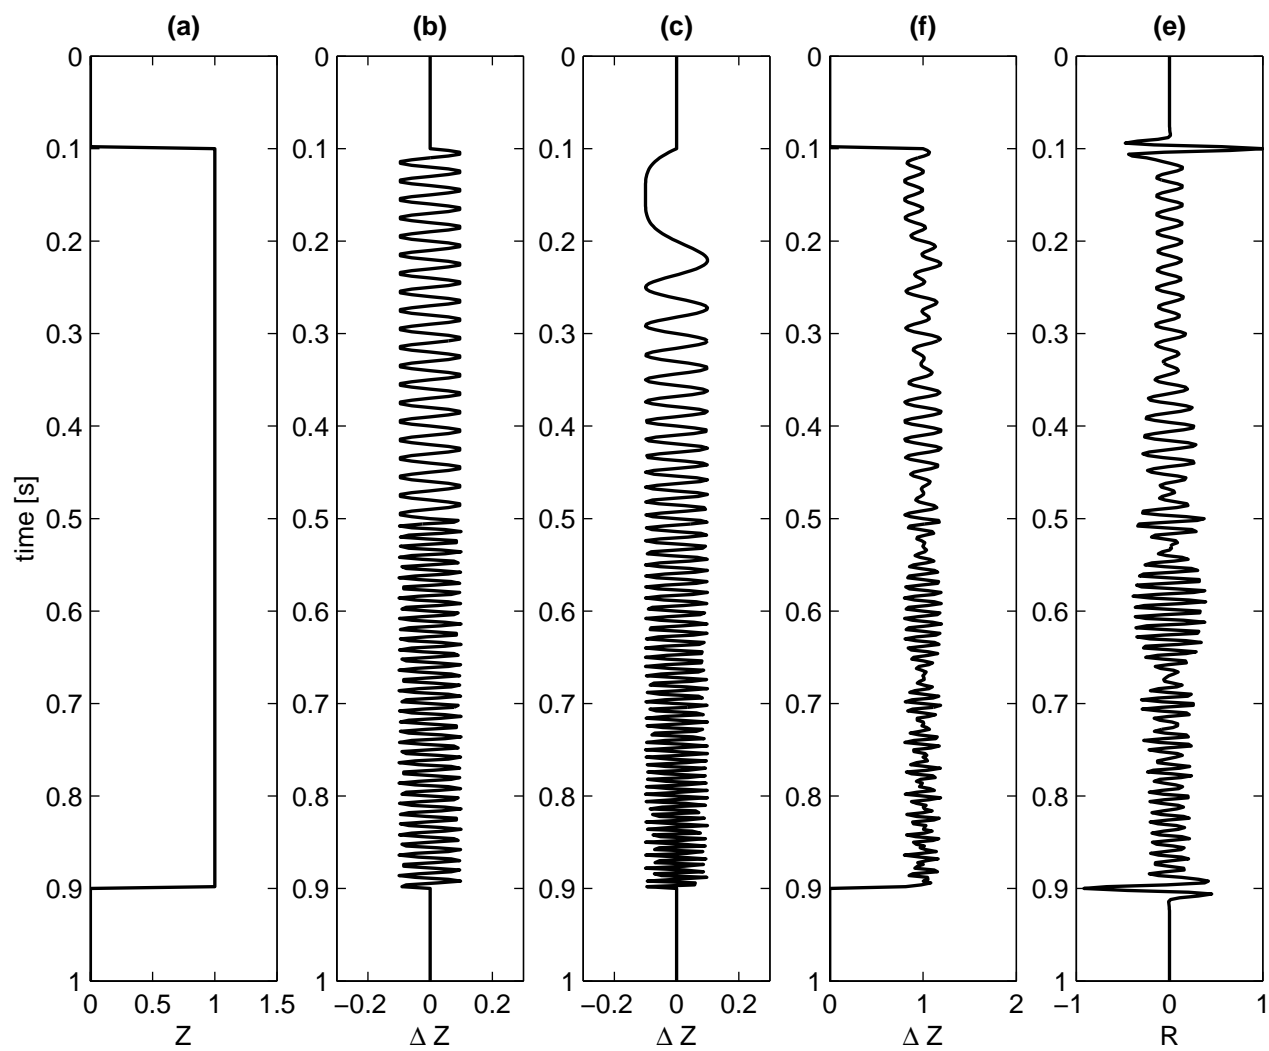 (a) (b) (c) (f) (e)
0 0 0 0 0
0.1 0.1 0.1 0.1 0.1
0.2 0.2 0.2 0.2 0.2
0.3 0.3 0.3 0.3 0.3
0.4 0.4 0.4 0.4 0.4
time [s]
0.5 0.5 0.5 0.5 0.5
0.6 0.6 0.6 0.6 0.6
0.7 0.7 0.7 0.7 0.7
0.8 0.8 0.8 0.8 0.8
0.9 0.9 0.9 0.9 0.9
1 1 1 1 1
0 0.5 1 1.5 −0.2 0 0.2 −0.2 0 0.2 0 1 2 −1 0 1
Z Δ Z Δ Z Δ Z R